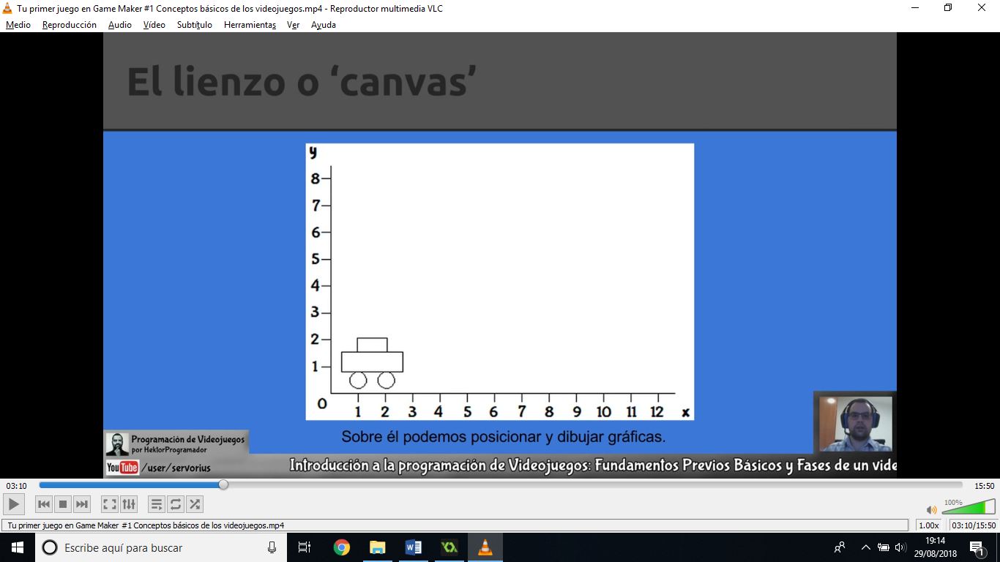 Tu primer juego en Game Maker #1 Conceptos básicos de los videojuegos.mp4 - Reproductor multimedia VLC
Medio Reproducción Audio Vídeo Subtítulo Herramientas Ver Ayuda
El lienzo o ‘canvas’
y
8
7
6
5
4
3
2
1
0
1 2 3 4 5 6 7 8 9 10 11 12 x
Sobre él podemos posicionar y dibujar gráficas.
Programación de Videojuegos
por HektorProgramador
YouTube /user/servorius
Introducción a la programación de Videojuegos: Fundamentos Previos Básicos y Fases de un vide
03:10 15:50
100%
Tu primer juego en Game Maker #1 Conceptos básicos de los videojuegos.mp4 1.00x 03:10/15:50
Escribe aquí para buscar
19:14
29/08/2018
1